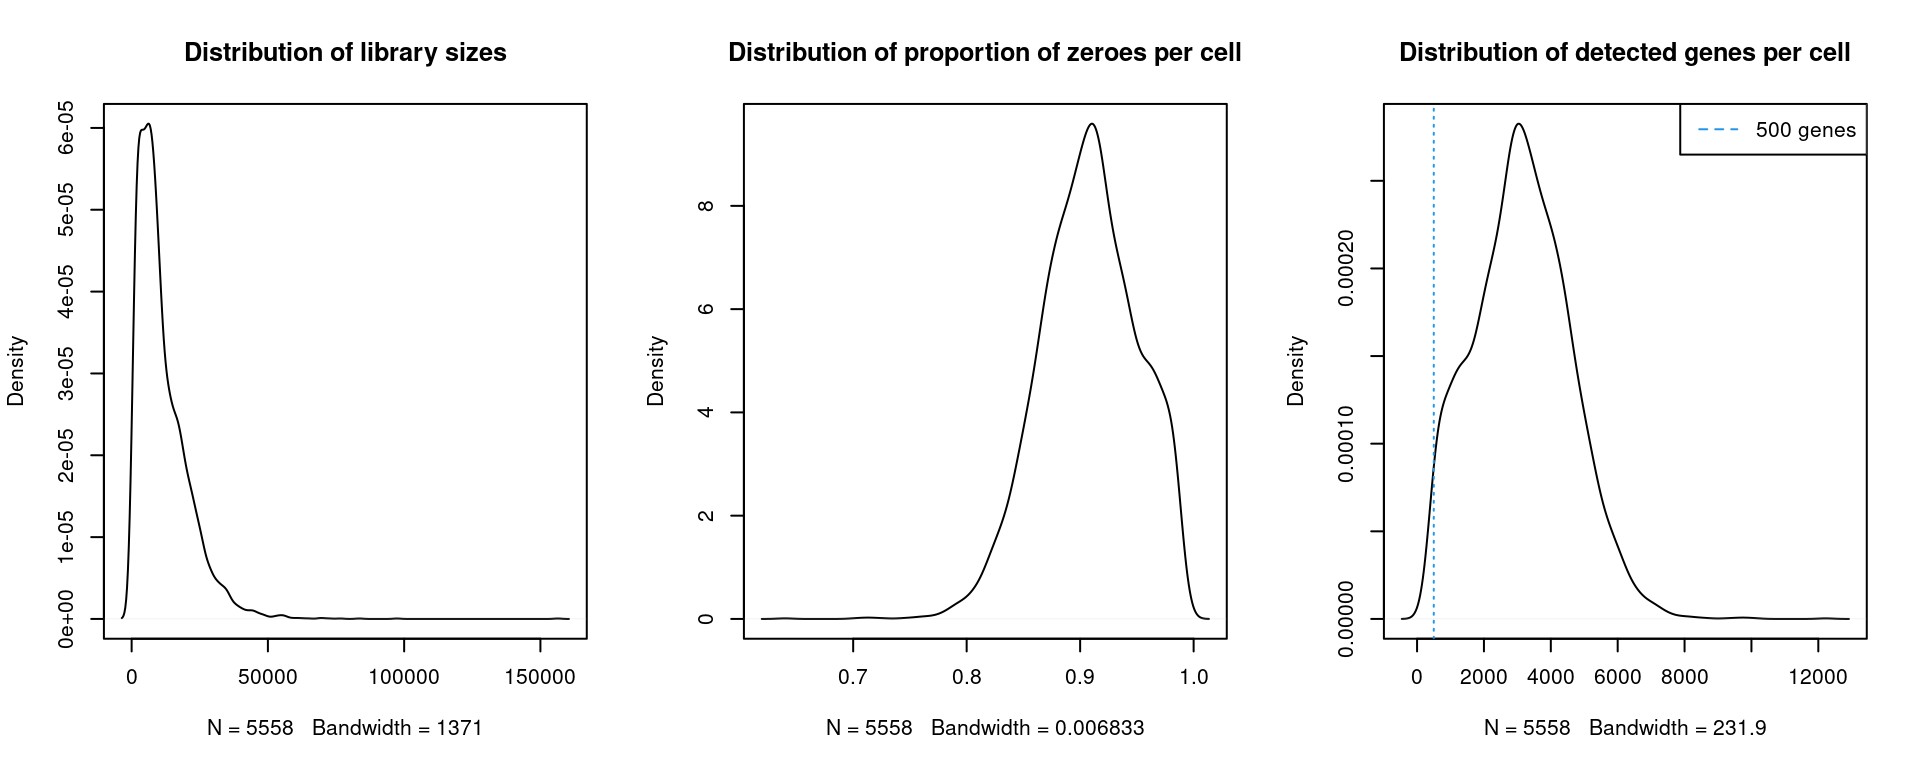 Distribution of library sizes
Density
6e-05
5e-05
4e-05
3e-05
2e-05
1e-05
0e+00
0 50000 100000 150000
N = 5558 Bandwidth = 1371
Distribution of proportion of zeroes per cell
Density
8
6
4
2
0
0.7 0.8 0.9 1.0
N = 5558 Bandwidth = 0.006833
Distribution of detected genes per cell
500 genes
Density
0.00020
0.00010
0.00000
0 2000 4000 6000 8000 12000
N = 5558 Bandwidth = 231.9